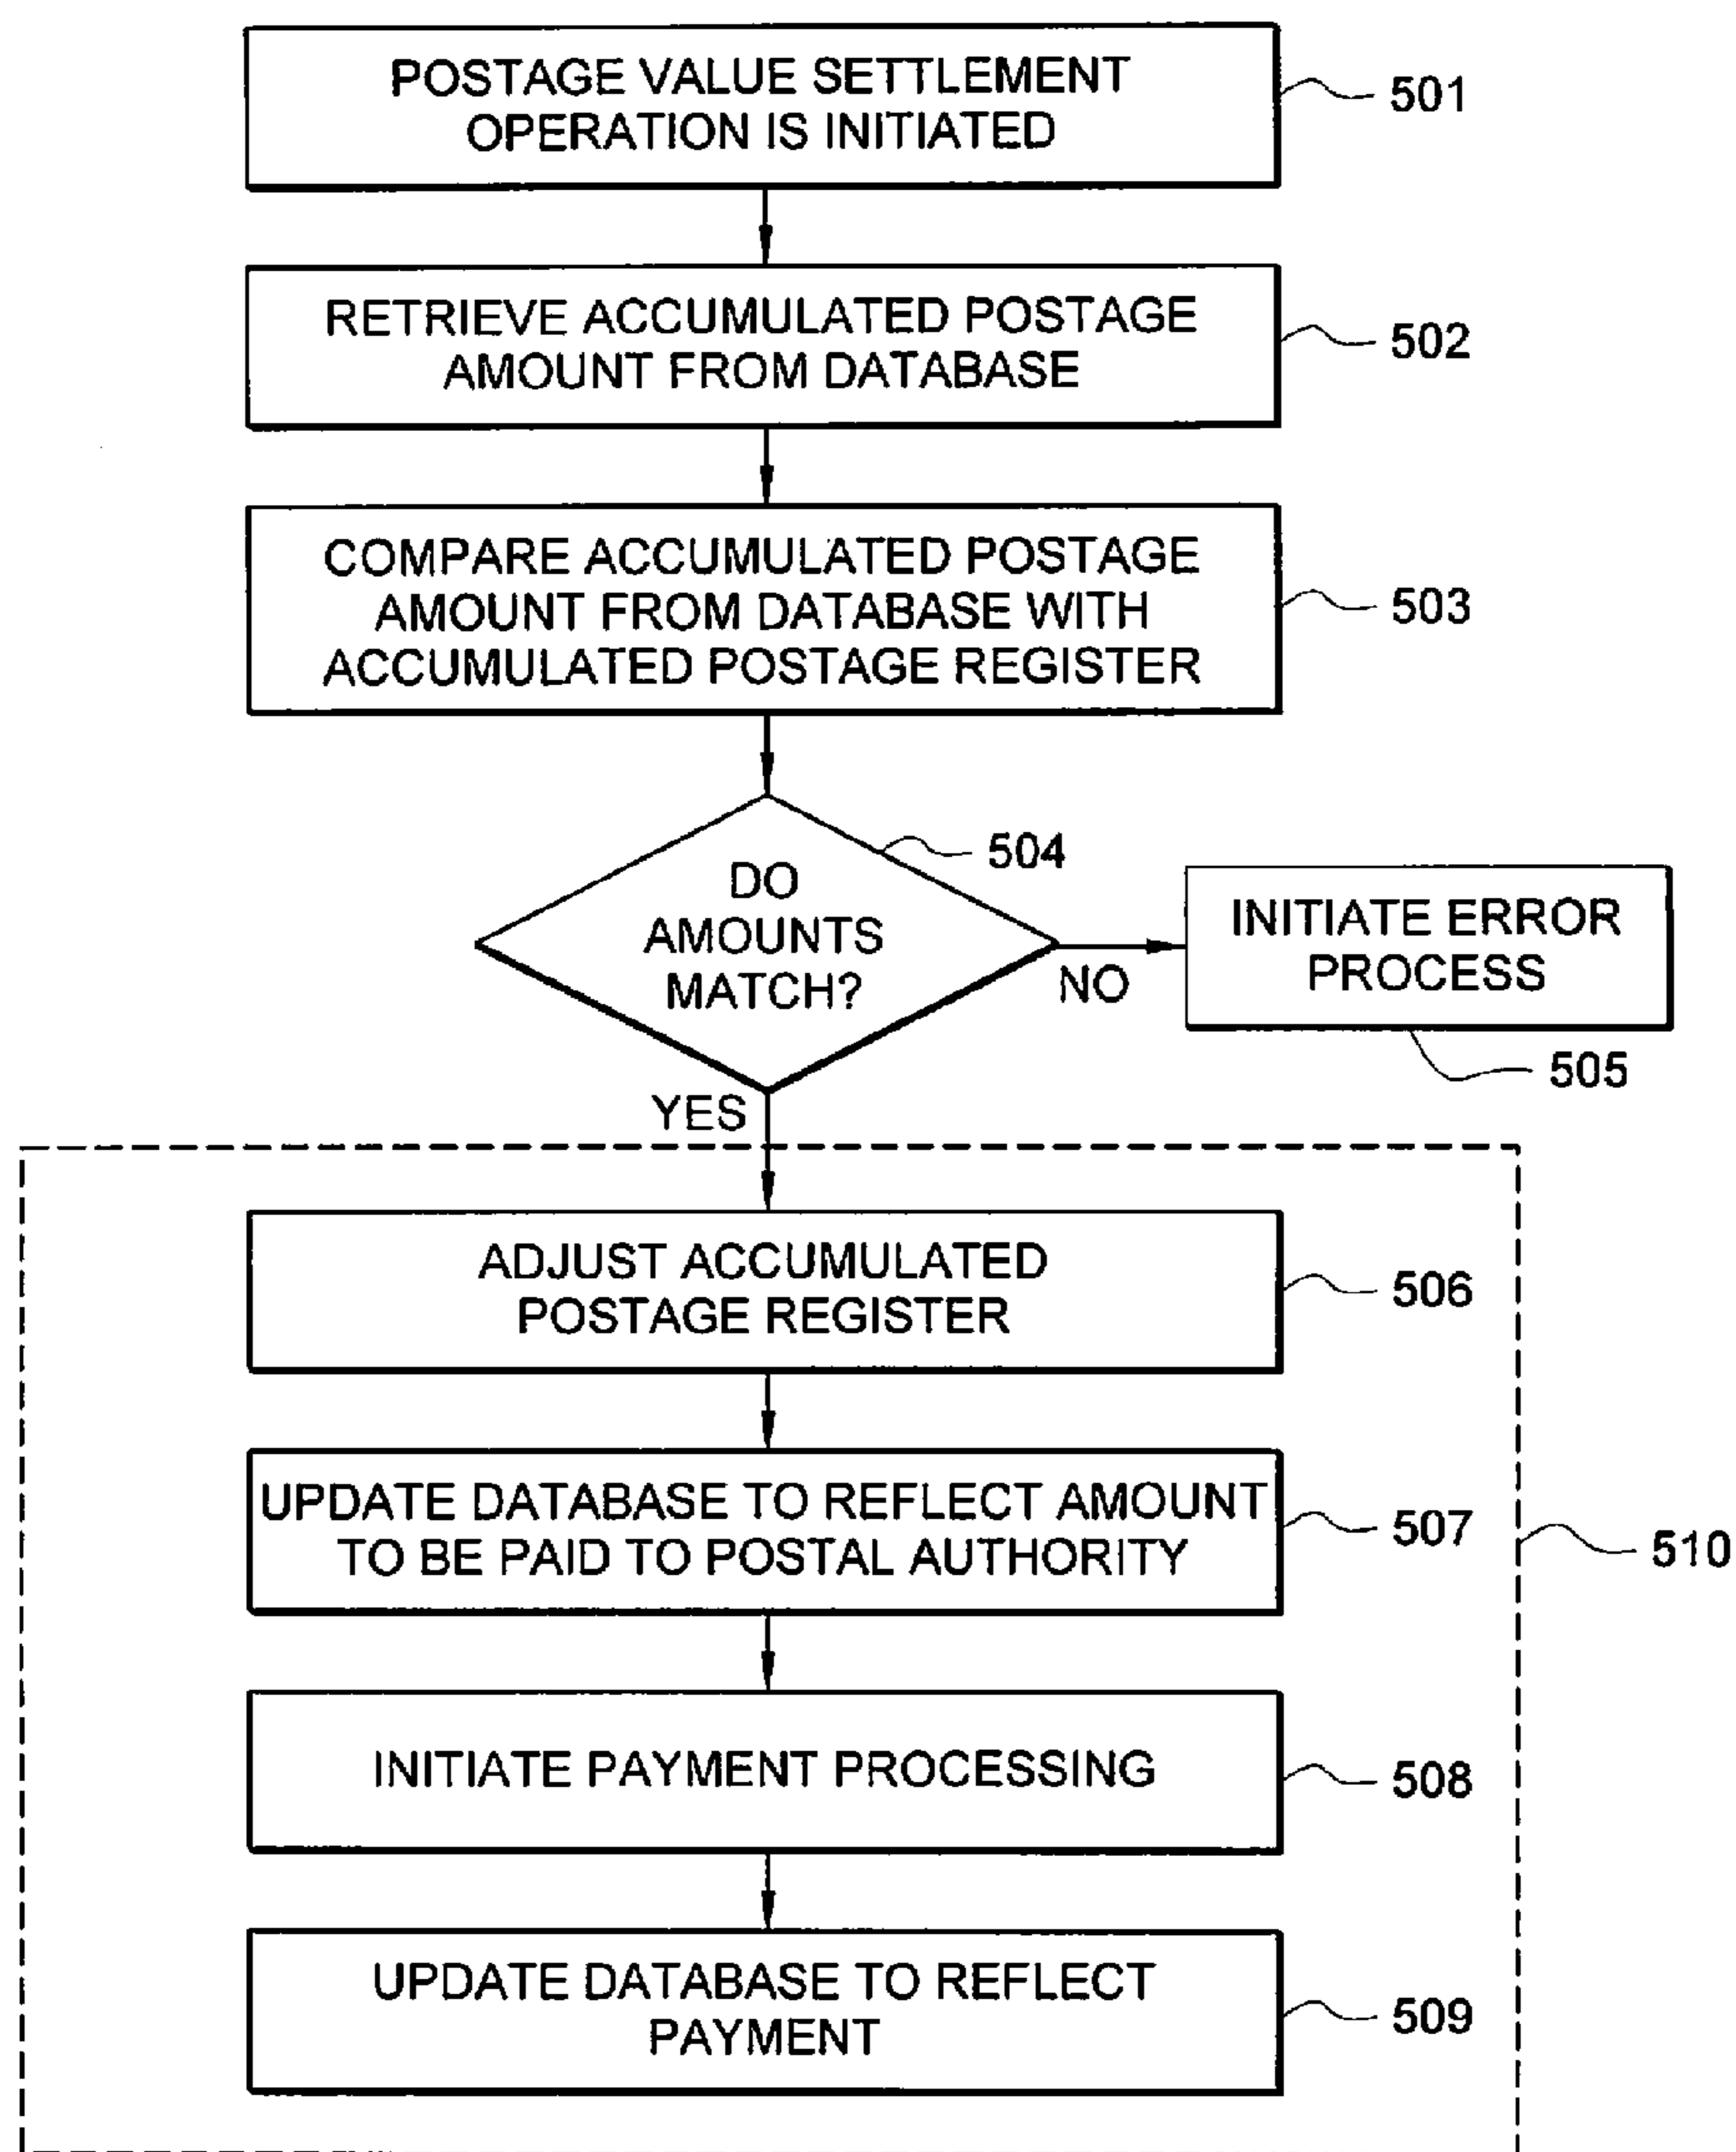 POSTAGE VALUE SETTLEMENT
OPERATION IS INITIATED
501
RETRIEVE ACCUMULATED POSTAGE
AMOUNT FROM DATABASE
502
COMPARE ACCUMULATED POSTAGE
AMOUNT FROM DATABASE WITH
ACCUMULATED POSTAGE REGISTER
503
504
DO
AMOUNTS
MATCH?
NO
INITIATE ERROR
PROCESS
505
YES
ADJUST ACCUMULATED
POSTAGE REGISTER
506
UPDATE DATABASE TO REFLECT AMOUNT
TO BE PAID TO POSTAL AUTHORITY
507
510
INITIATE PAYMENT PROCESSING
508
UPDATE DATABASE TO REFLECT
PAYMENT
509